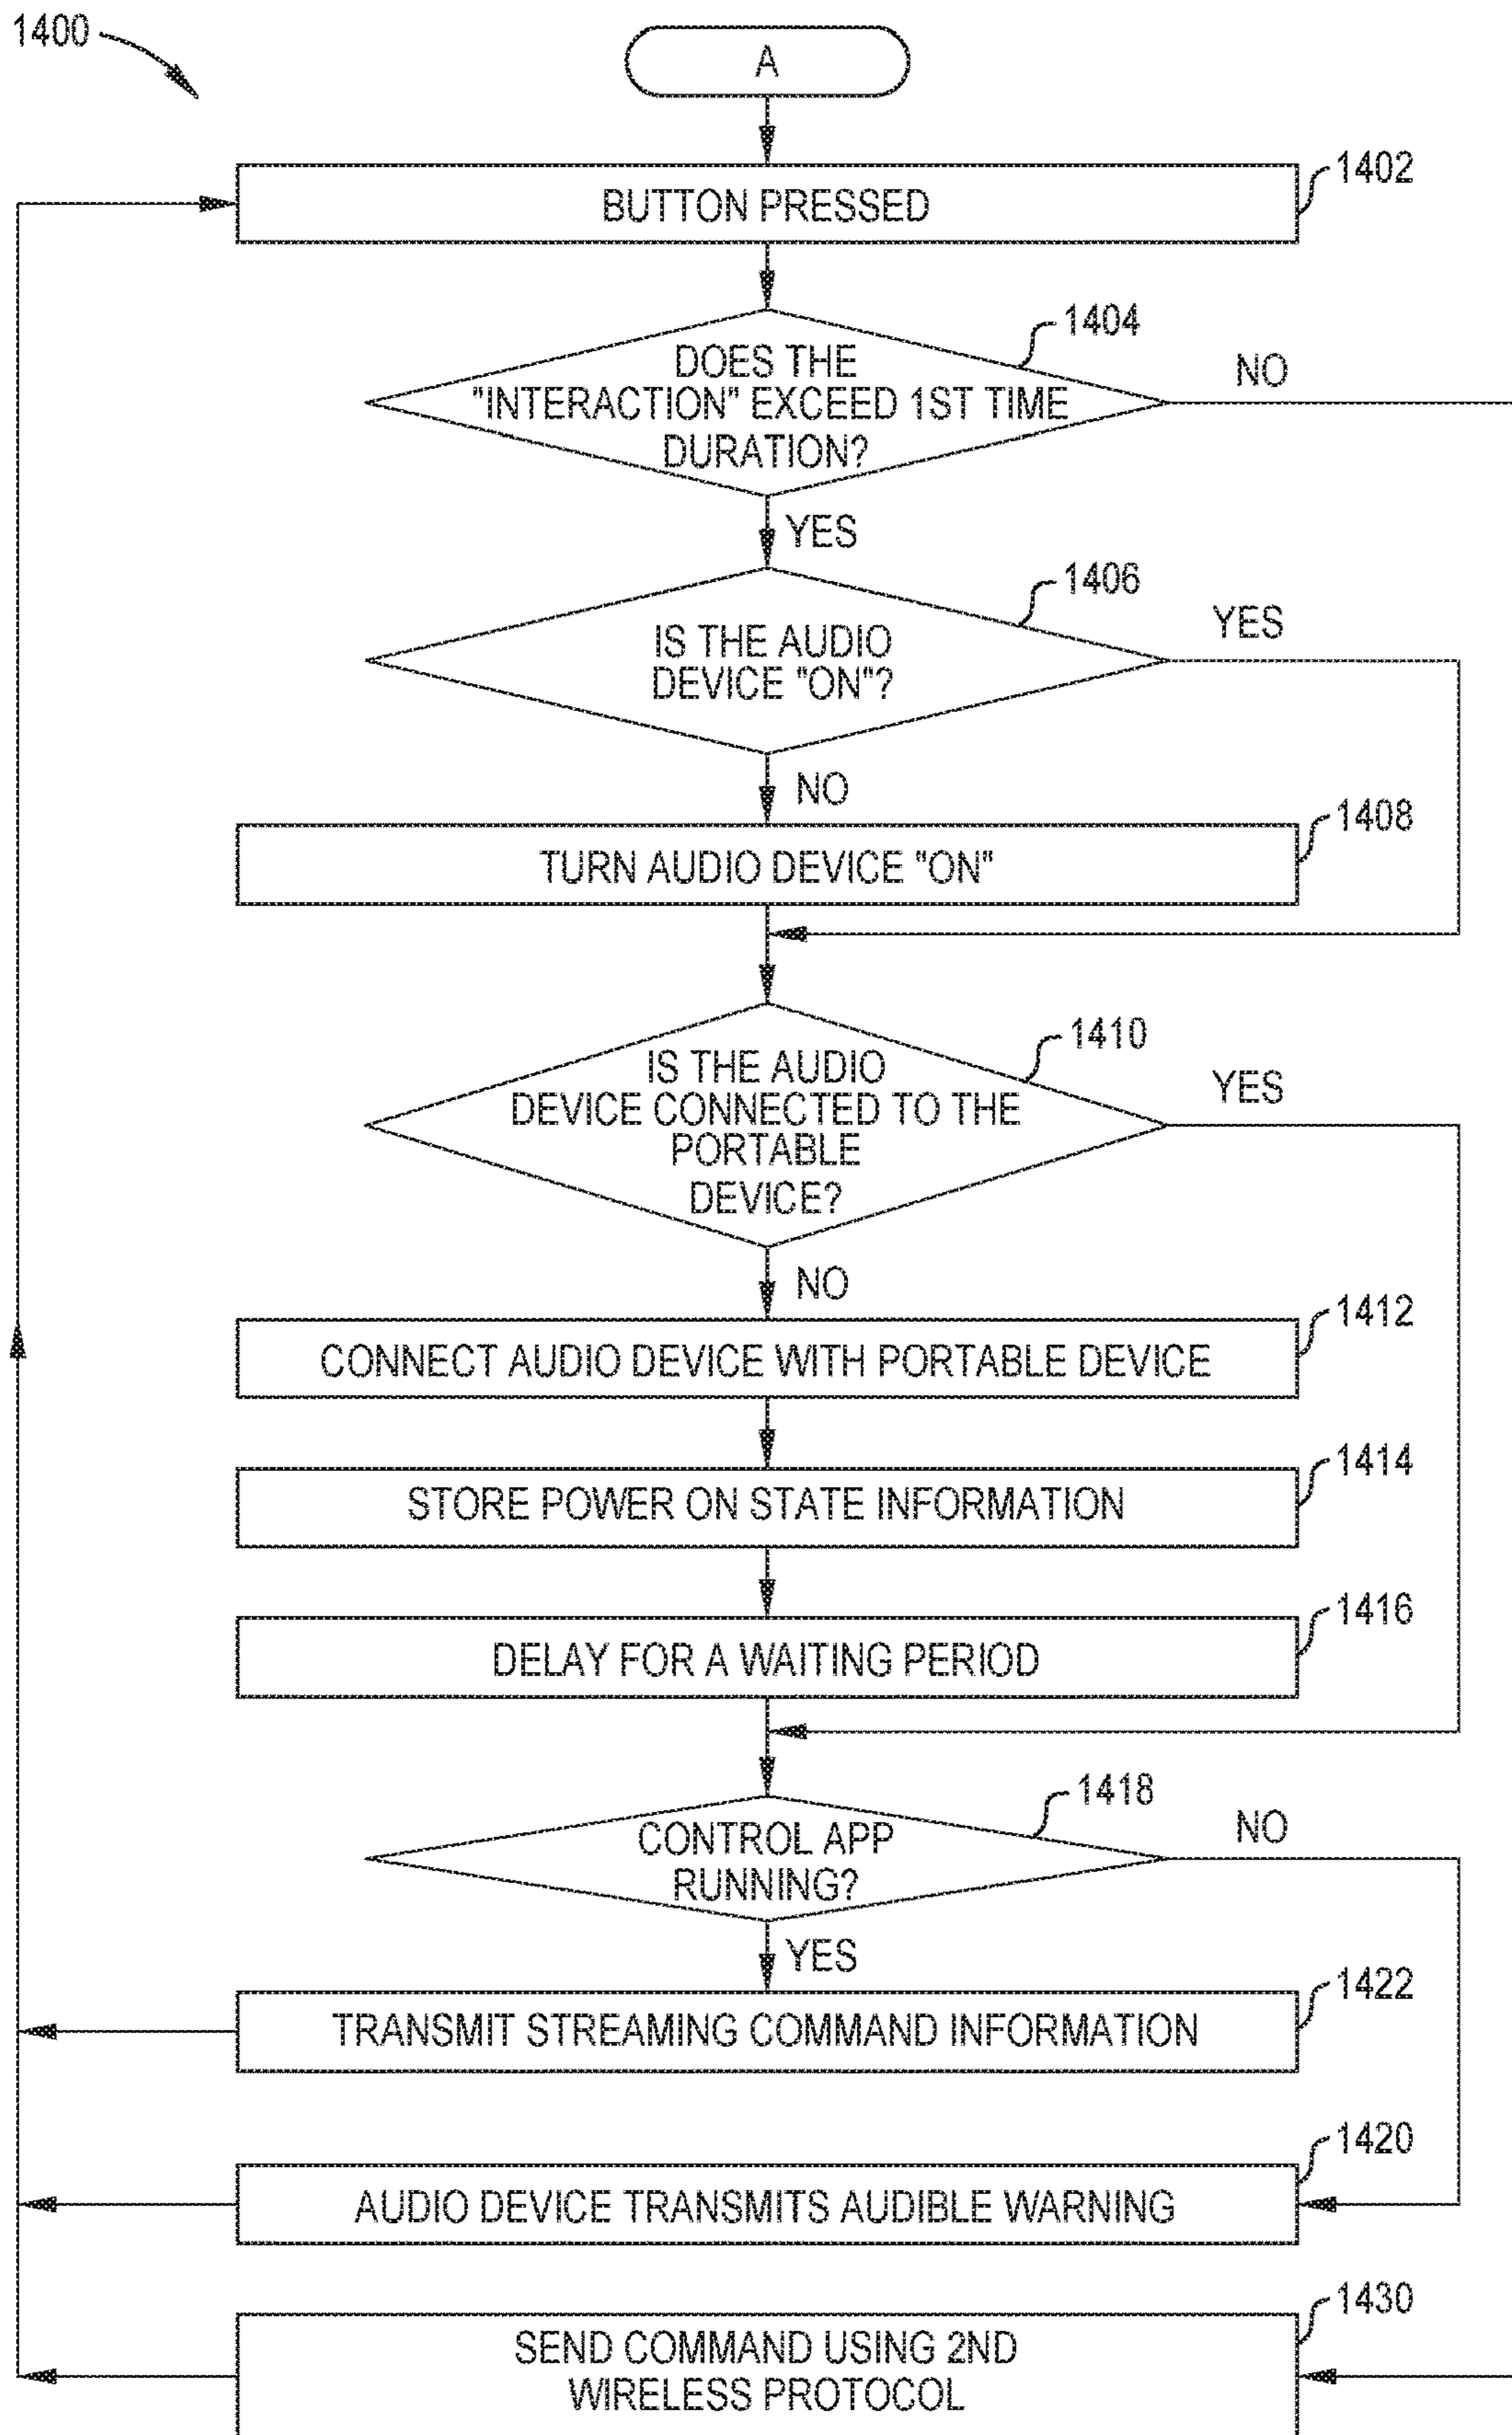 1400
A
BUTTON PRESSED
1402
DOES THE
"INTERACTION" EXCEED 1ST TIME
DURATION?
1404
NO
YES
IS THE AUDIO
DEVICE "ON"?
1406
YES
NO
TURN AUDIO DEVICE "ON"
1408
IS THE AUDIO
DEVICE CONNECTED TO THE
PORTABLE
DEVICE?
1410
YES
NO
CONNECT AUDIO DEVICE WITH PORTABLE DEVICE
1412
STORE POWER ON STATE INFORMATION
1414
DELAY FOR A WAITING PERIOD
1416
CONTROL APP
RUNNING?
1418
NO
YES
TRANSMIT STREAMING COMMAND INFORMATION
1422
AUDIO DEVICE TRANSMITS AUDIBLE WARNING
1420
SEND COMMAND USING 2ND
WIRELESS PROTOCOL
1430